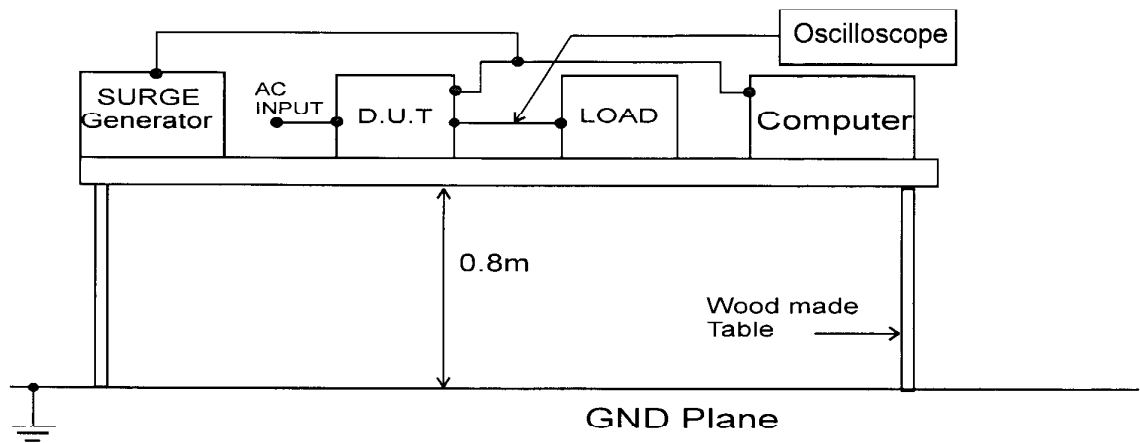 Oscilloscope
SURGE
Generator
AC
INPUT
D.U.T
LOAD
Computer
0.8m
Wood made
Table
GND Plane